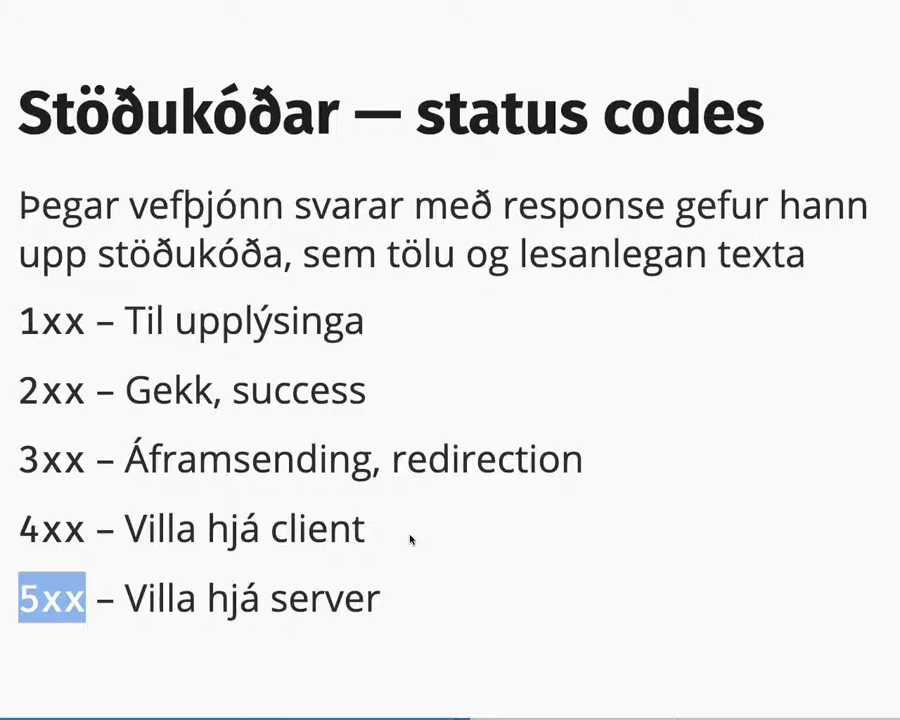 Stöðukóðar — status codes
Þegar vefþjónn svarar með response gefur hann
upp stöðukóða, sem tölu og lesanlegan texta
1xx – Til upplýsinga
2xx – Gekk, success
3xx – Áframsending, redirection
4xx – Villa hjá client
5xx – Villa hjá server